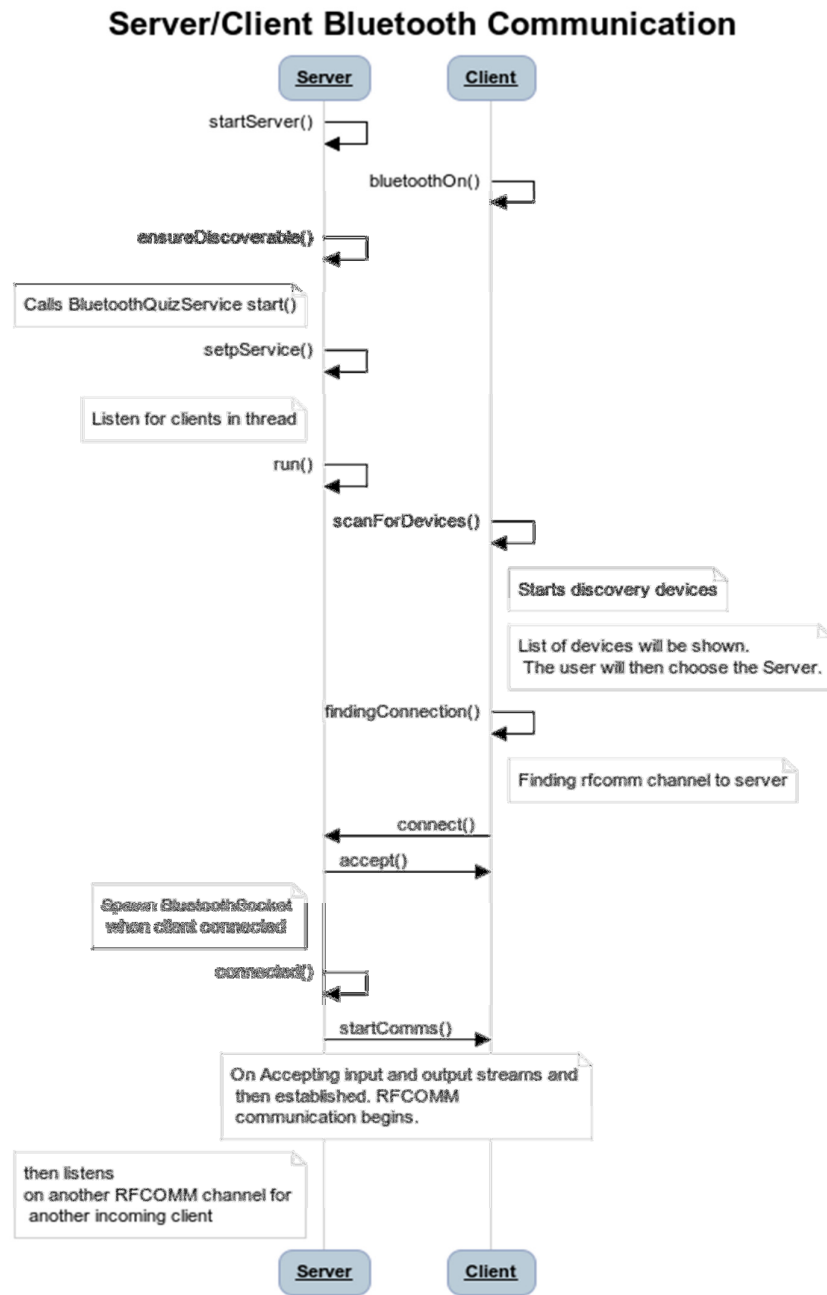 Server/Client Bluetooth Communication
Server
Client
startServer()
bluetoothOn()
ensureDiscoverable()
Calls BluetoothQuizService start()
setpService()
Listen for clients in thread
run()
scanForDevices()
Starts discovery devices
List of devices will be shown.
The user will then choose the Server.
findingConnection()
Finding rfcomm channel to server
connect()
accept()
Spawn BluetoothSocket
when client connected
connected()
startComms()
On Accepting input and output streams and
then established. RFCOMM
communication begins.
then listens
on another RFCOMM channel for
another incoming client
Server
Client